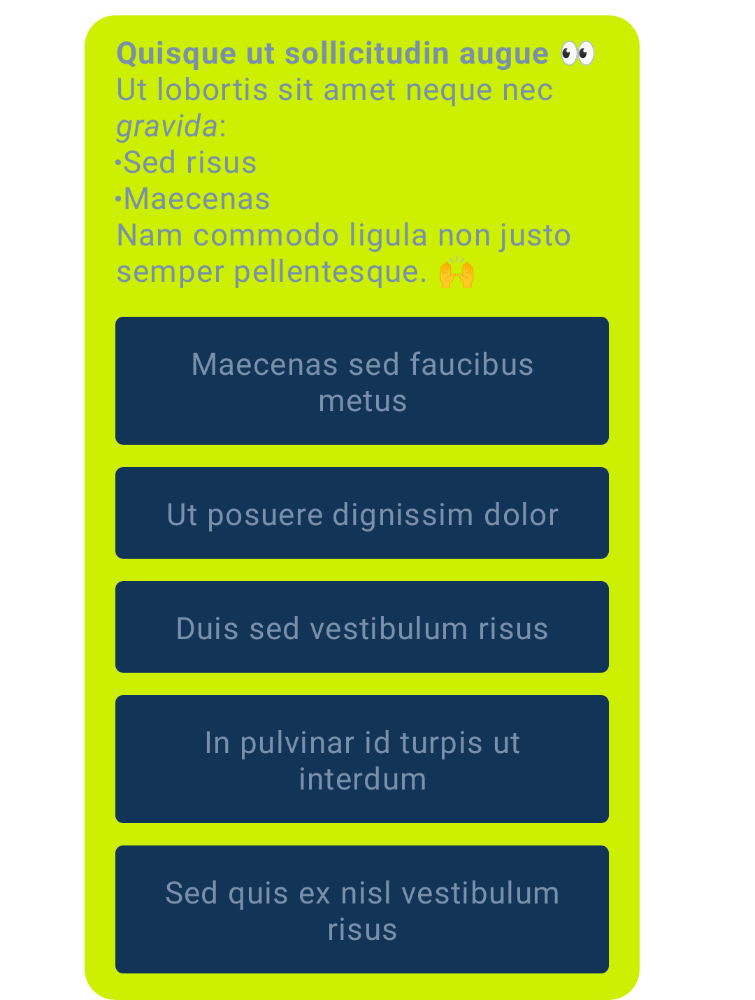 Quisque ut sollicitudin augue 👀
Ut lobortis sit amet neque nec
gravida:
•Sed risus
•Maecenas
Nam commodo ligula non justo
semper pellentesque. 🙌
Maecenas sed faucibus
metus
Ut posuere dignissim dolor
Duis sed vestibulum risus
In pulvinar id turpis ut
interdum
Sed quis ex nisl vestibulum
risus